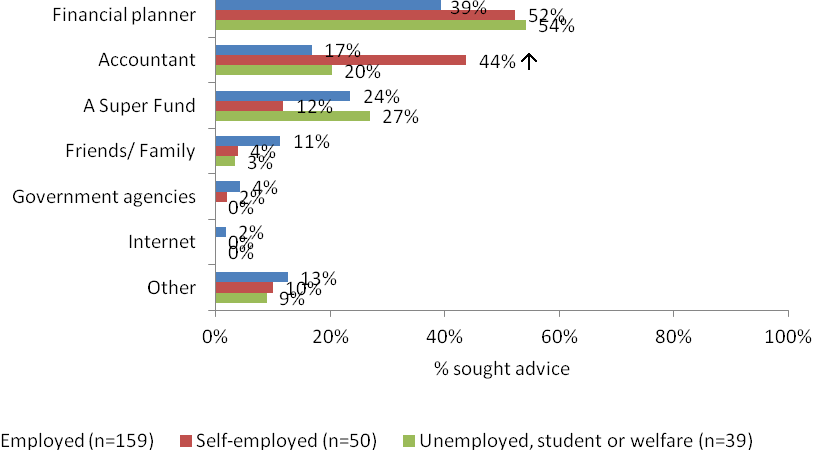 Financial planner
39%
52%
54%
Accountant
17%
44%
20%
A Super Fund
24%
12%
27%
Friends/ Family
11%
4%
3%
Government agencies
4%
2%
0%
Internet
2%
0%
0%
Other
13%
10%
9%
0% 20% 40% 60% 80% 100%
% sought advice
Employed (n=159) Self-employed (n=50) Unemployed, student or welfare (n=39)